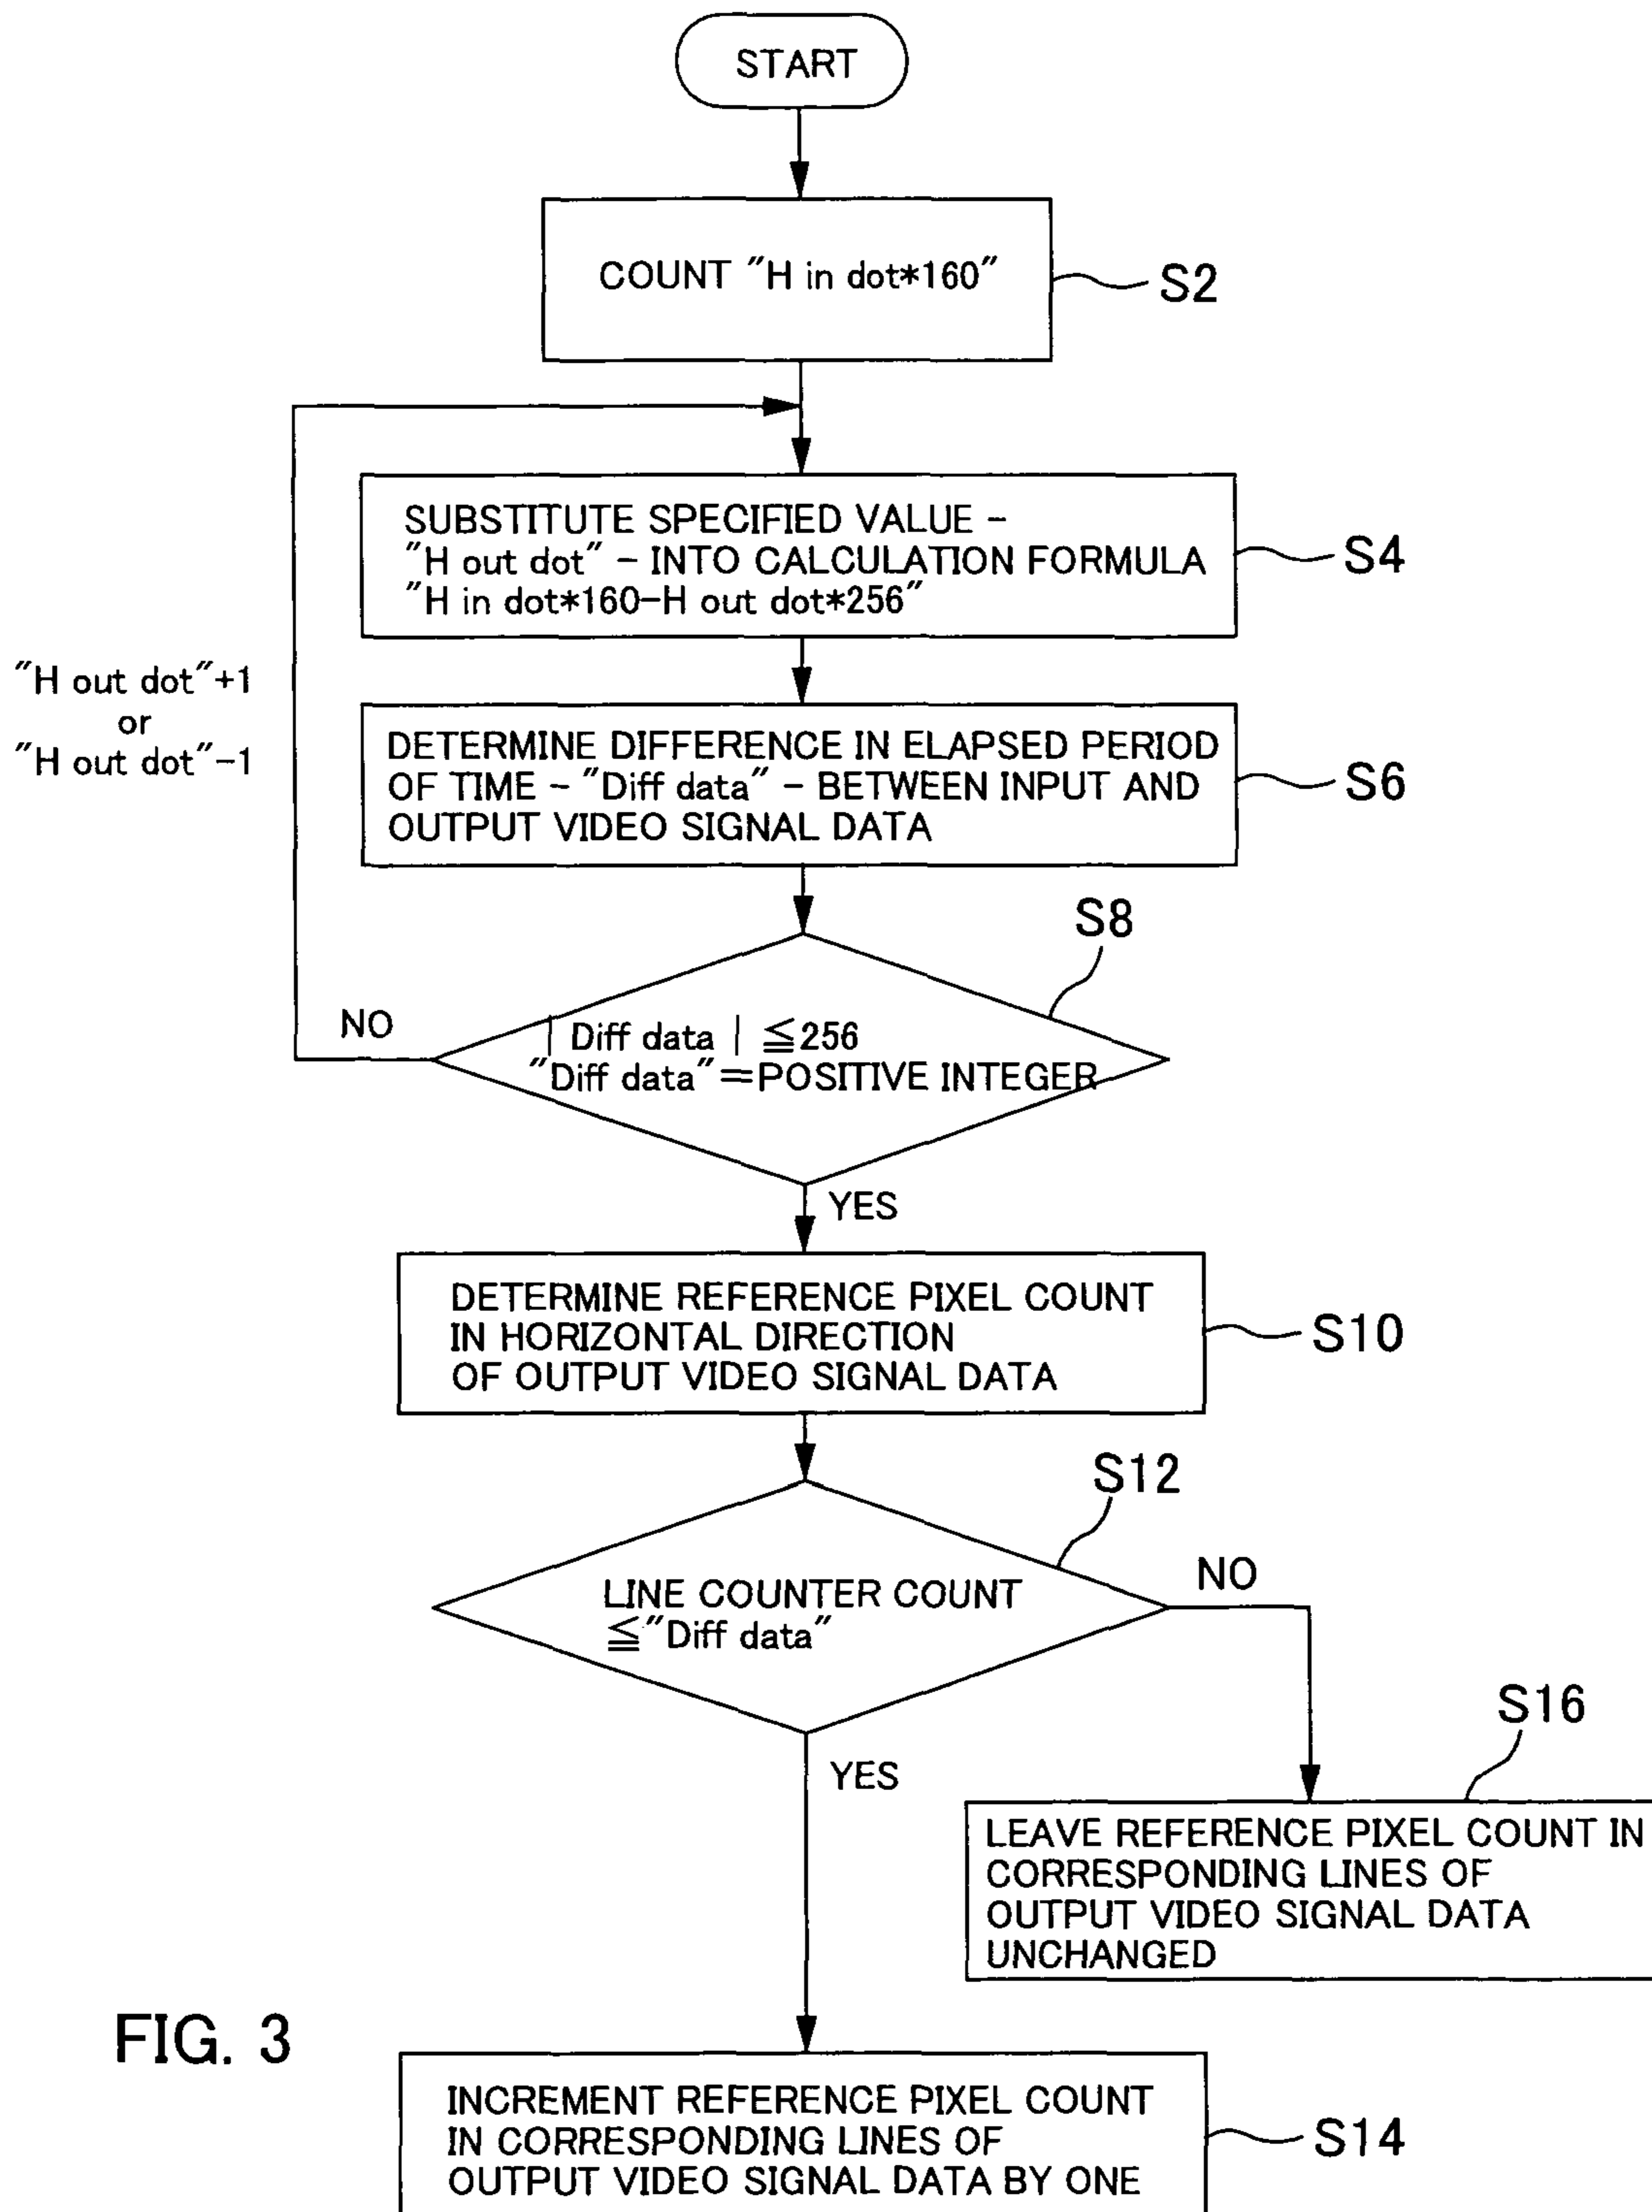 START
COUNT "H in dot*160"
S2
SUBSTITUTE SPECIFIED VALUE -
"H out dot" - INTO CALCULATION FORMULA
"H in dot*160-H out dot*256"
S4
"H out dot"+1
or
"H out dot"-1
DETERMINE DIFFERENCE IN ELAPSED PERIOD
OF TIME - "Diff data" - BETWEEN INPUT AND
OUTPUT VIDEO SIGNAL DATA
S6
S8
NO
| Diff data | ≦256
"Diff data"=POSITIVE INTEGER
YES
DETERMINE REFERENCE PIXEL COUNT
IN HORIZONTAL DIRECTION
OF OUTPUT VIDEO SIGNAL DATA
S10
S12
LINE COUNTER COUNT
≦"Diff data"
NO
YES
S16
LEAVE REFERENCE PIXEL COUNT IN
CORRESPONDING LINES OF
OUTPUT VIDEO SIGNAL DATA
UNCHANGED
FIG. 3
INCREMENT REFERENCE PIXEL COUNT
IN CORRESPONDING LINES OF
OUTPUT VIDEO SIGNAL DATA BY ONE
S14